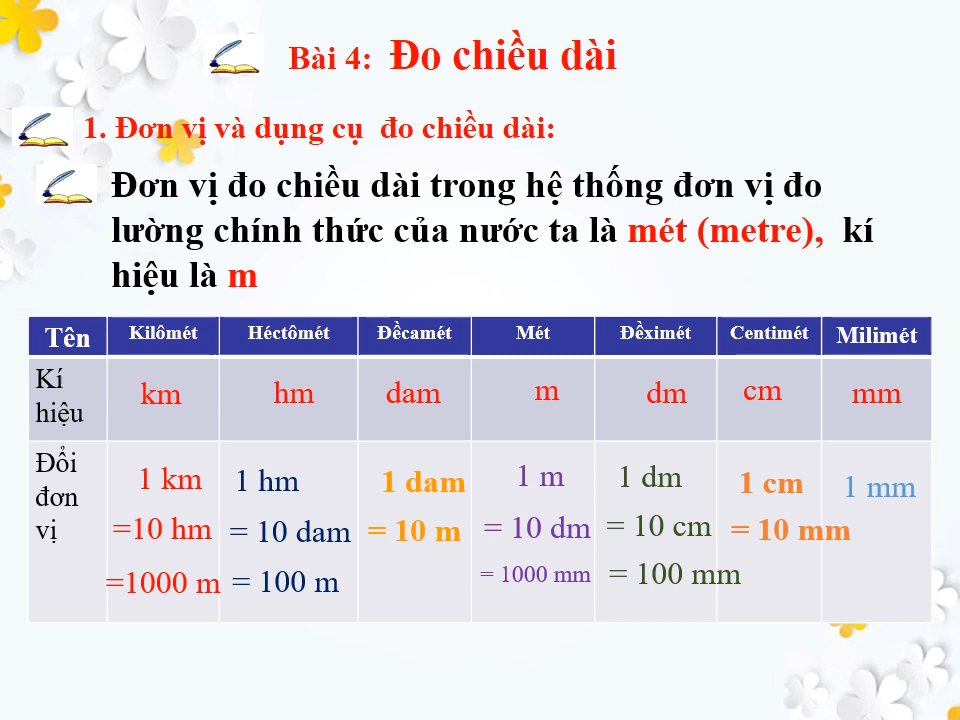 Bài 4: Đo chiều dài
1. Đơn vị và dụng cụ đo chiều dài:
Đơn vị đo chiều dài trong hệ thống đơn vị đo
lường chính thức của nước ta là mét (metre), kí
hiệu là m
Tên Kilômét Héctômét Đềcamét Mét Đềximét Centimét Milimét
Kí hiệu km hm dam m dm cm mm
Đổi đơn vị
1 km
=10 hm
=1000 m
1 hm
= 10 dam
= 100 m
1 dam
= 10 m
1 m
= 10 dm
= 1000 mm
1 dm
= 10 cm
= 100 mm
1 cm
= 10 mm
1 mm